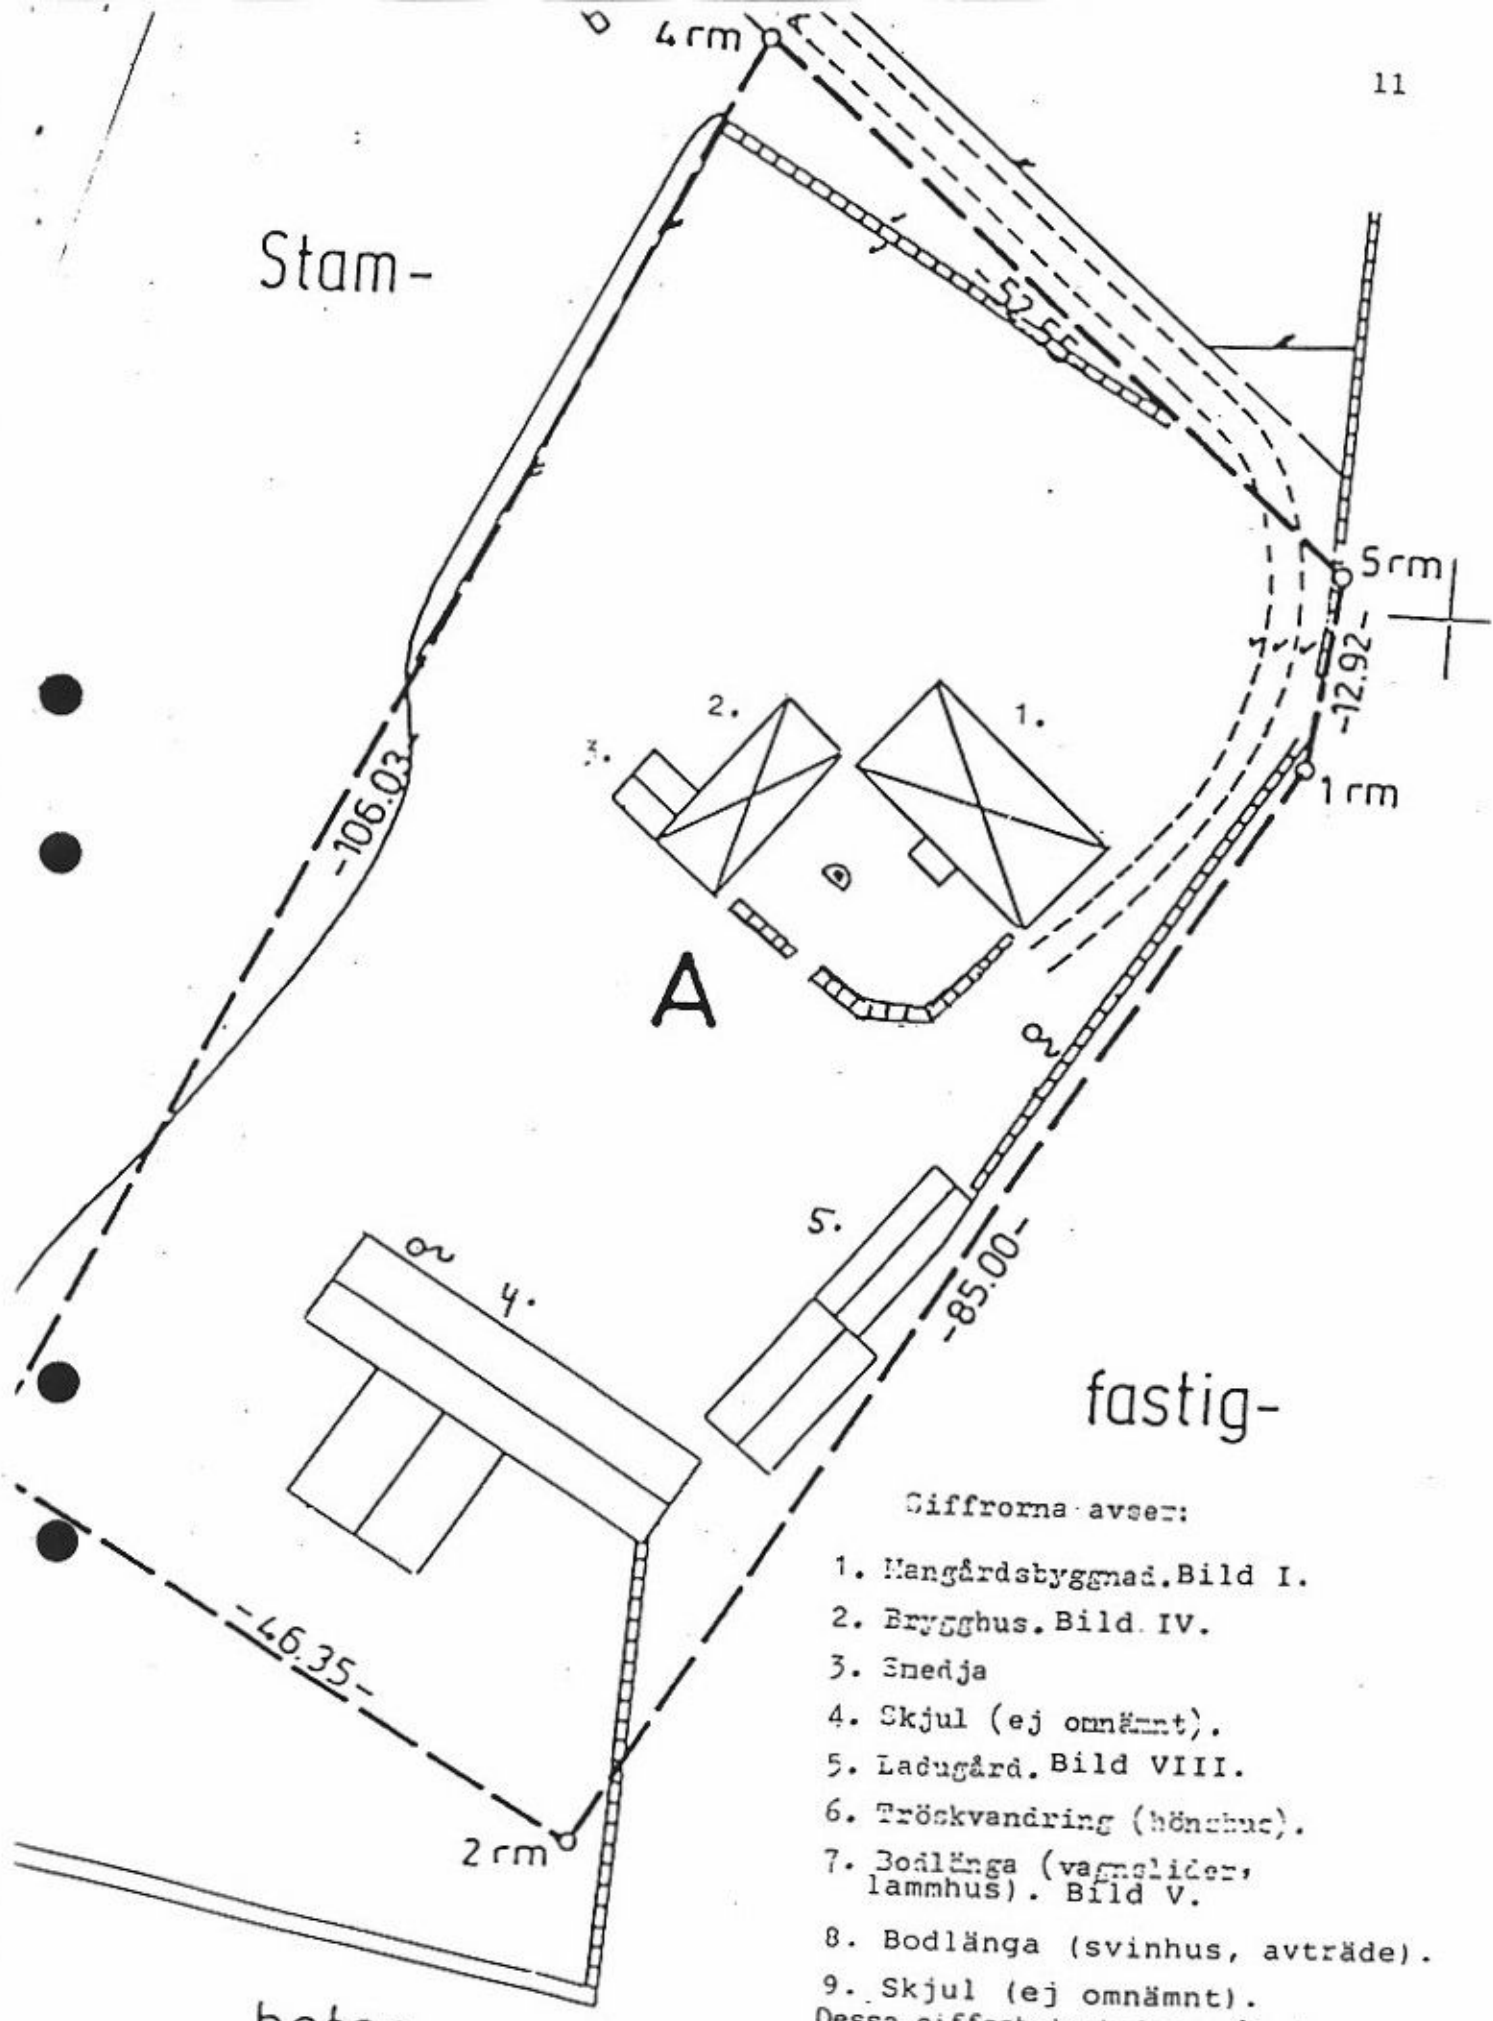 4 rm
11
Stam-
-52.55
5 rm
-12.92-
1 rm
2.
1.
3.
-106.03
A
5.
-85.00-
4.
fastig-
Siffrorna avser:
1. Mangårdsbyggnad. Bild I.
2. Brygghus. Bild IV.
3. Smedja
4. Skjul (ej omnämnt).
5. Ladugård. Bild VIII.
6. Tröskvandring (hönshus).
7. Bodlänga (vagnslider,
lammhus). Bild V.
8. Bodlänga (svinhus, avträde).
9. Skjul (ej omnämnt).
-46.35-
2 rm
Dessa